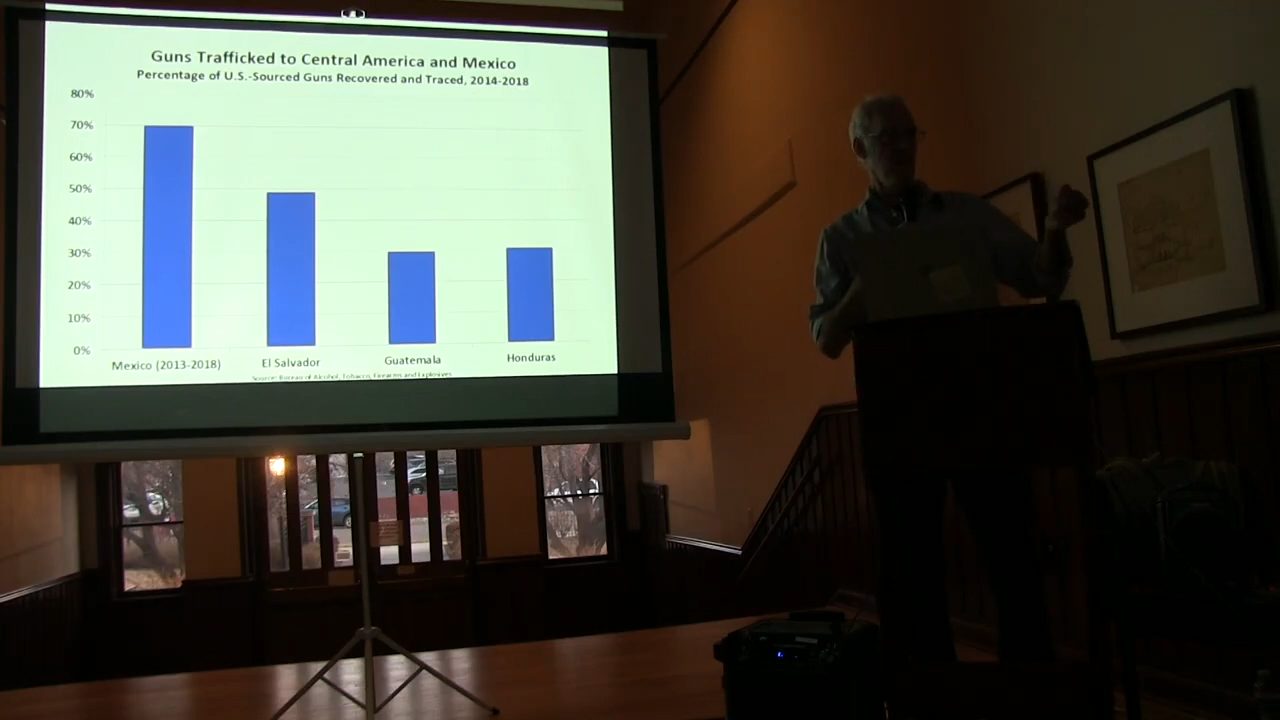 Guns Trafficked to Central America and Mexico
Percentage of U.S.-Sourced Guns Recovered and Traced, 2014-2018
80%
70%
60%
50%
40%
30%
20%
10%
0%
Mexico (2013-2018) El Salvador Guatemala Honduras
Source: Bureau of Alcohol, Tobacco, Firearms and Explosives